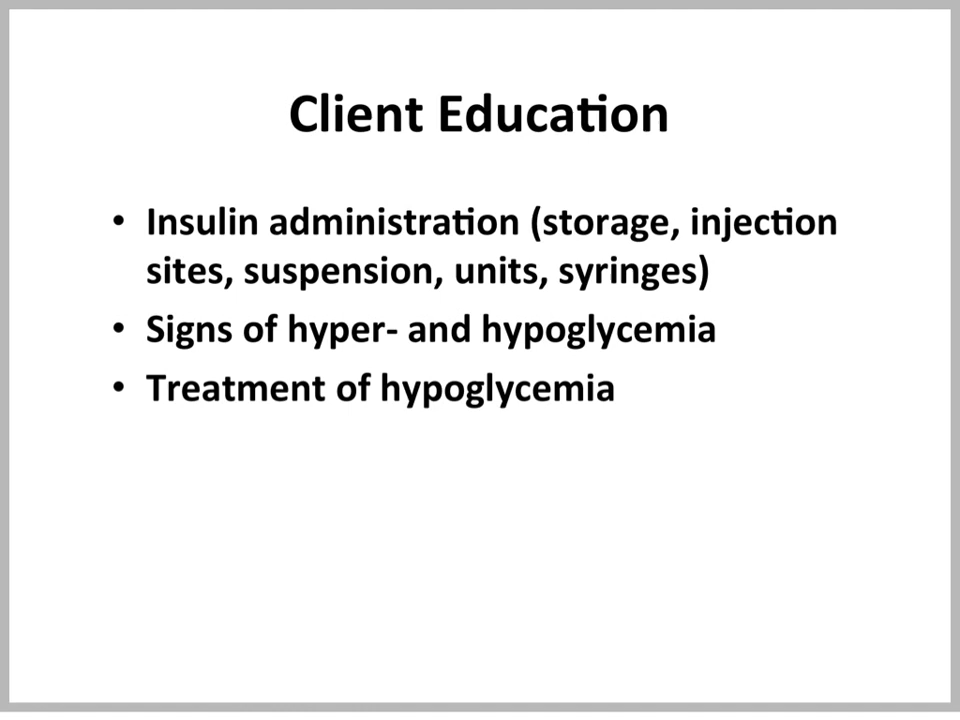 Client Education
• Insulin administration (storage, injection
sites, suspension, units, syringes)
• Signs of hyper- and hypoglycemia
• Treatment of hypoglycemia